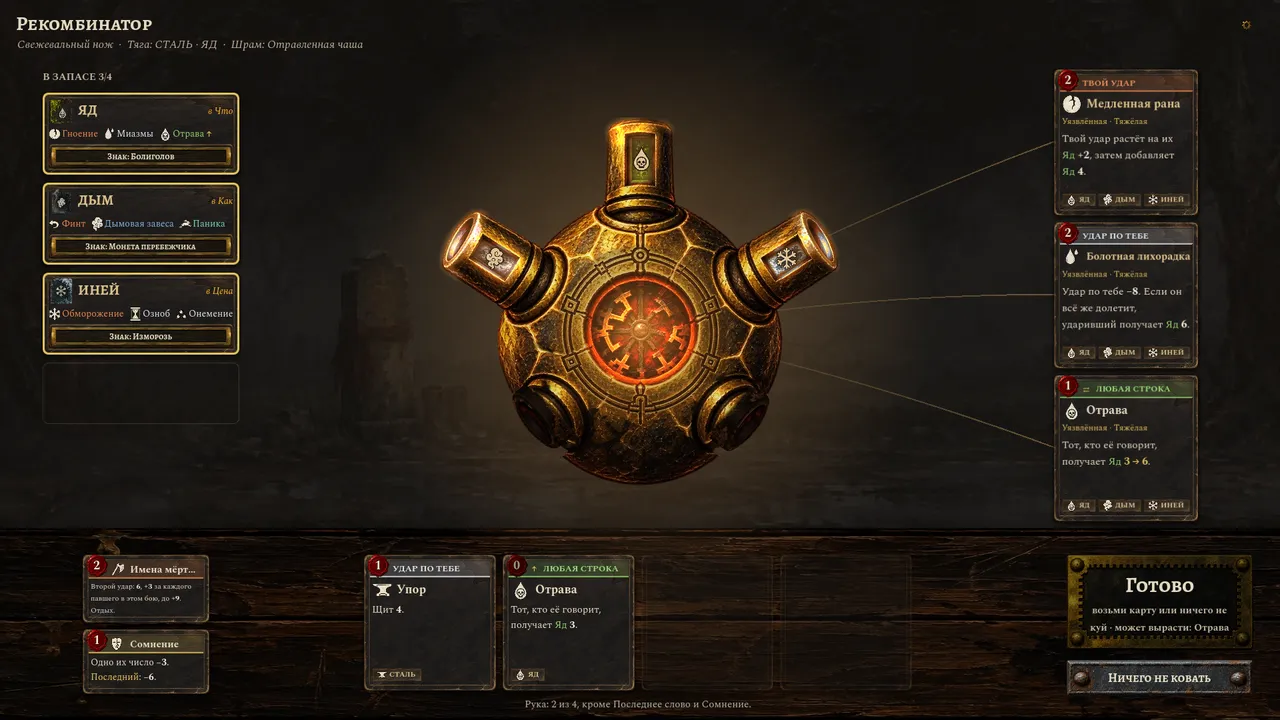 Рекомбинатор
Свежевальный нож · Тяга: СТАЛЬ · ЯД · Шрам: Отравленная чаша
В ЗАПАСЕ 3/4
ЯД
в Что
Гноение Миазмы Отрава ↑
Знак: Болиголов
ДЫМ
в Как
Финт Дымовая завеса Паника
Знак: Монета перебежчика
ИНЕЙ
в Цена
Обморожение Озноб Онемение
Знак: Изморозь
2 ТВОЙ УДАР
Медленная рана
Уязвлённая · Тяжёлая
Твой удар растёт на их
Яд +2, затем добавляет
Яд 4.
ЯД ДЫМ ИНЕЙ
2 УДАР ПО ТЕБЕ
Болотная лихорадка
Уязвлённая · Тяжёлая
Удар по тебе −8. Если он
всё же долетит,
ударивший получает Яд 6.
ЯД ДЫМ ИНЕЙ
1 ЛЮБАЯ СТРОКА
Отрава
Уязвлённая · Тяжёлая
Тот, кто её говорит,
получает Яд 3 → 6.
ЯД ДЫМ ИНЕЙ
2 Имена мёрт...
Второй удар: 6, +3 за каждого
павшего в этом бою, до +9.
Отдых.
1 Сомнение
Одно их число −3.
Последний: −6.
1 УДАР ПО ТЕБЕ
Упор
Щит 4.
СТАЛЬ
0 ↑ ЛЮБАЯ СТРОКА
Отрава
Тот, кто её говорит,
получает Яд 3.
ЯД
Готово
возьми карту или ничего не
куй · может вырасти: Отрава
Ничего не ковать
Рука: 2 из 4, кроме Последнее слово и Сомнение.